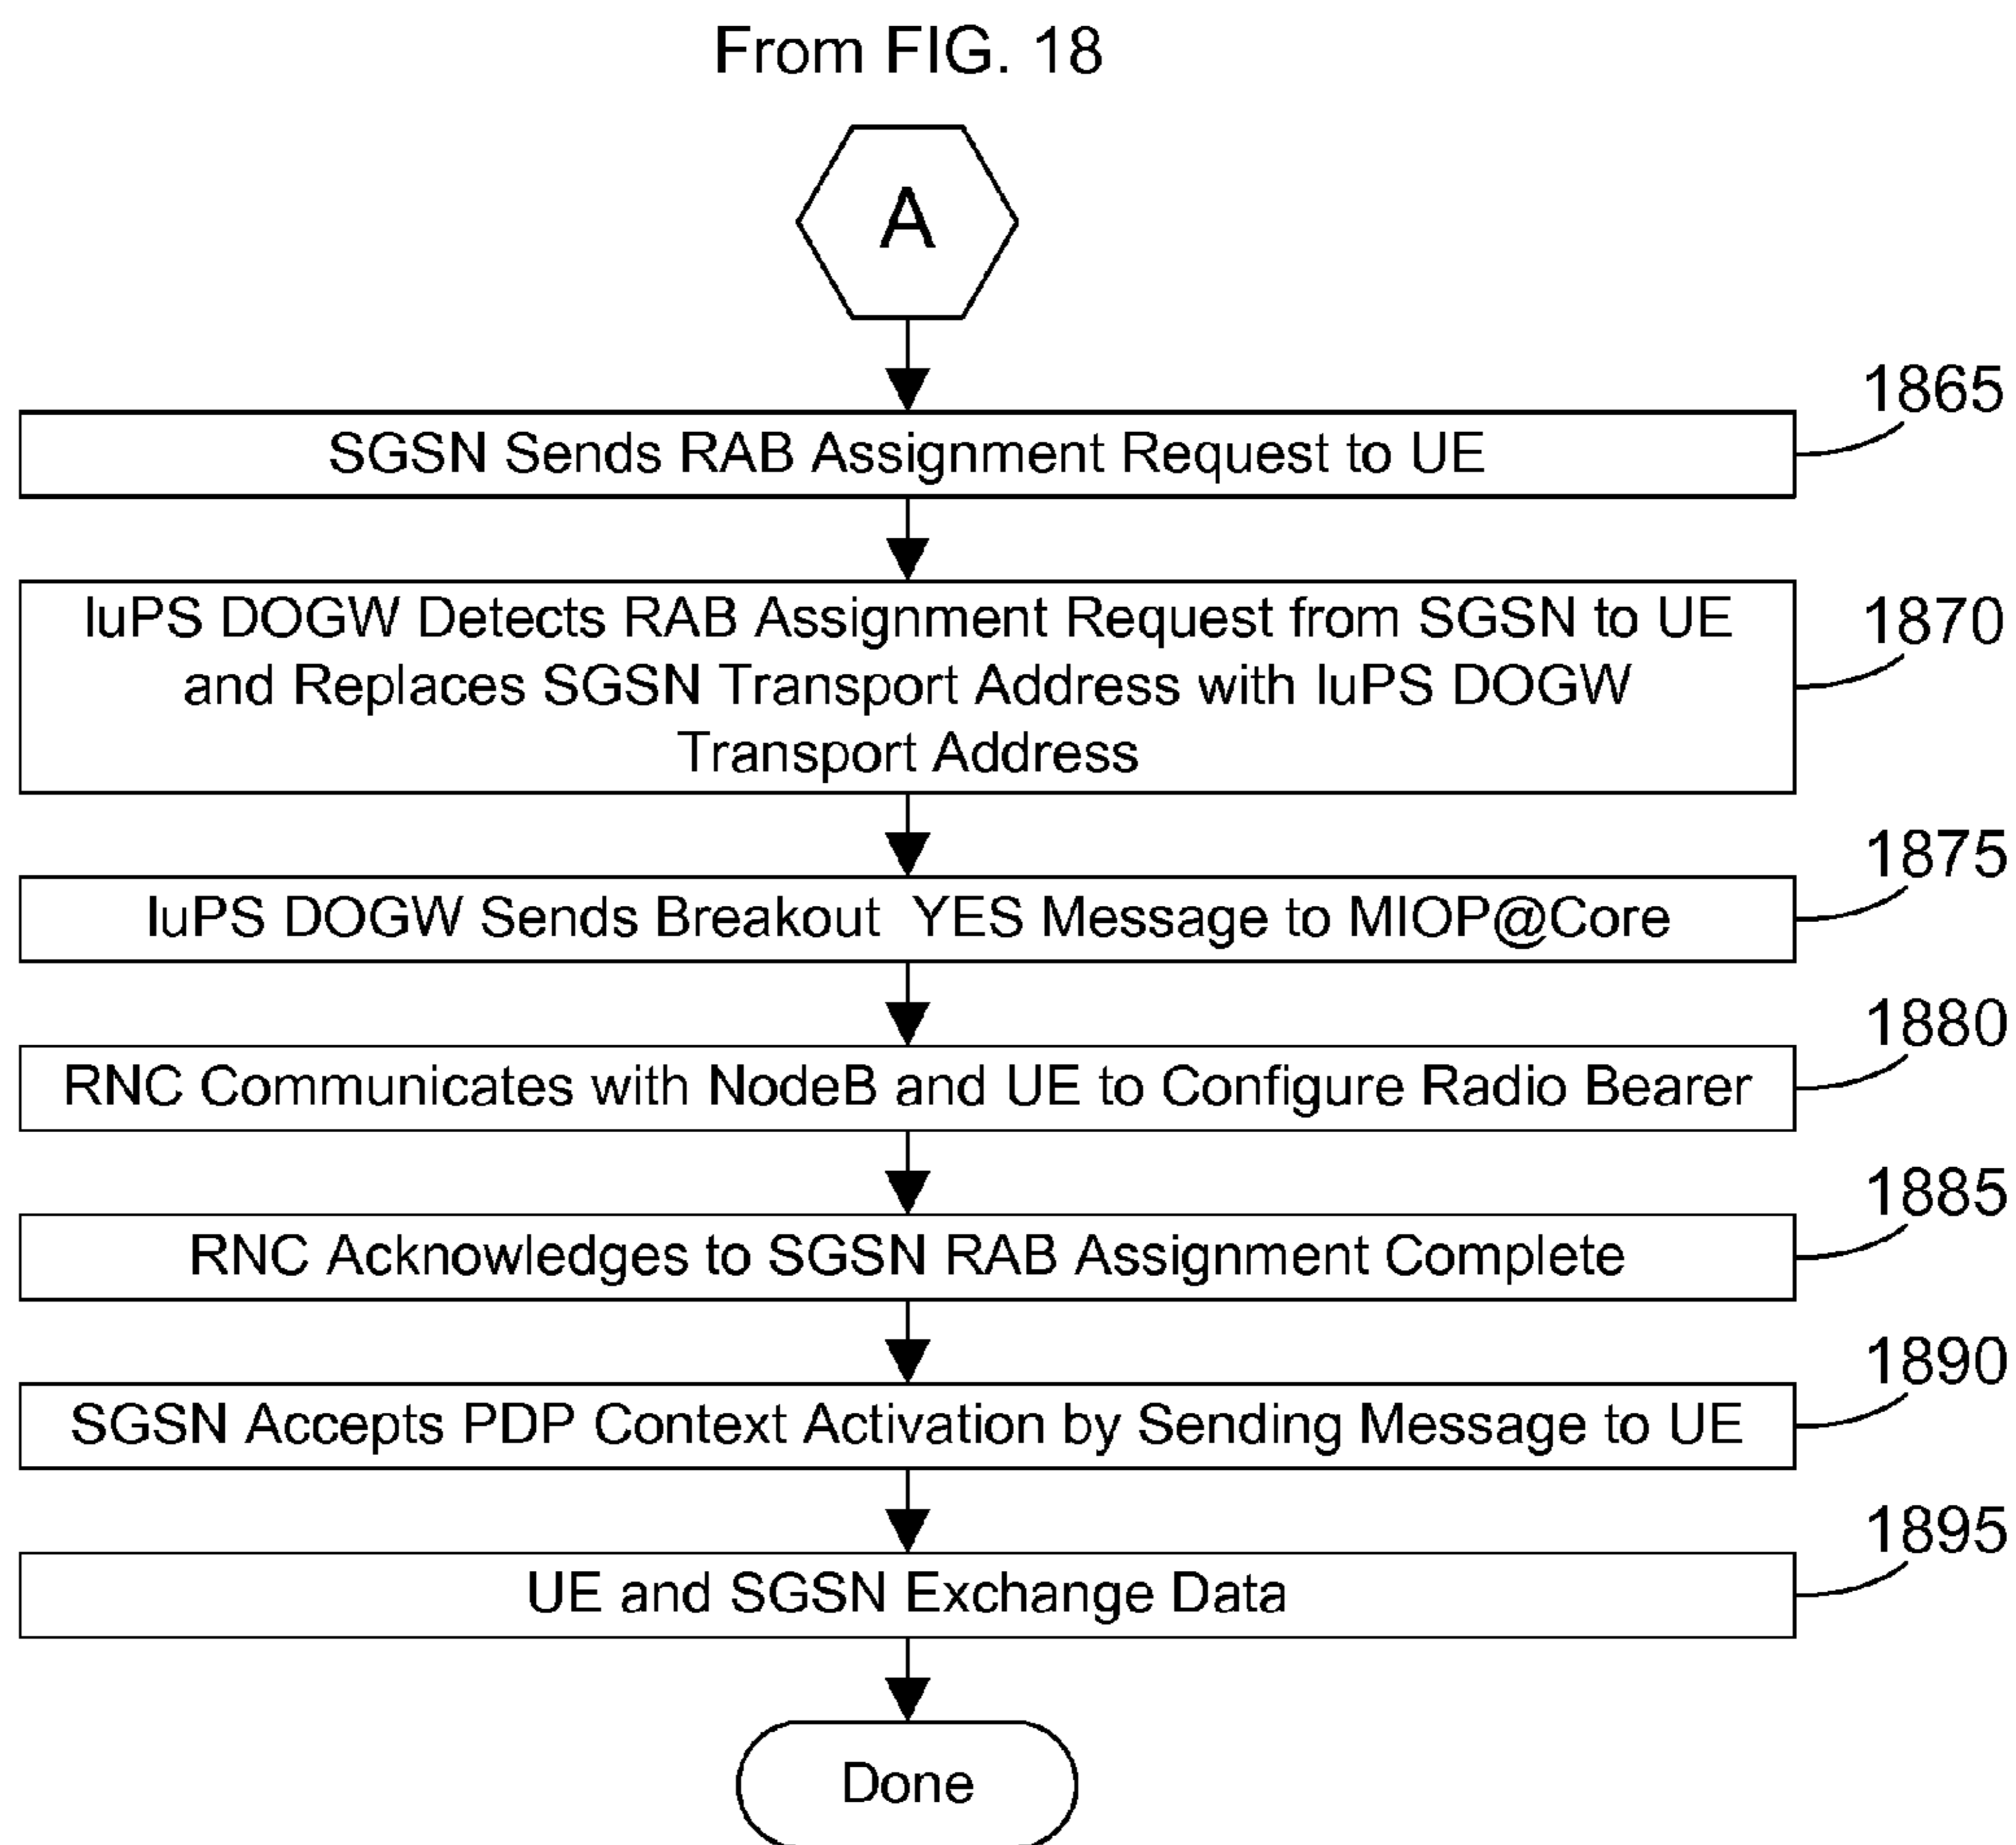 From FIG. 18
A
1865
SGSN Sends RAB Assignment Request to UE
1870
IuPS DOGW Detects RAB Assignment Request from SGSN to UE
and Replaces SGSN Transport Address with IuPS DOGW
Transport Address
1875
IuPS DOGW Sends Breakout YES Message to MIOP@Core
1880
RNC Communicates with NodeB and UE to Configure Radio Bearer
1885
RNC Acknowledges to SGSN RAB Assignment Complete
1890
SGSN Accepts PDP Context Activation by Sending Message to UE
1895
UE and SGSN Exchange Data
Done